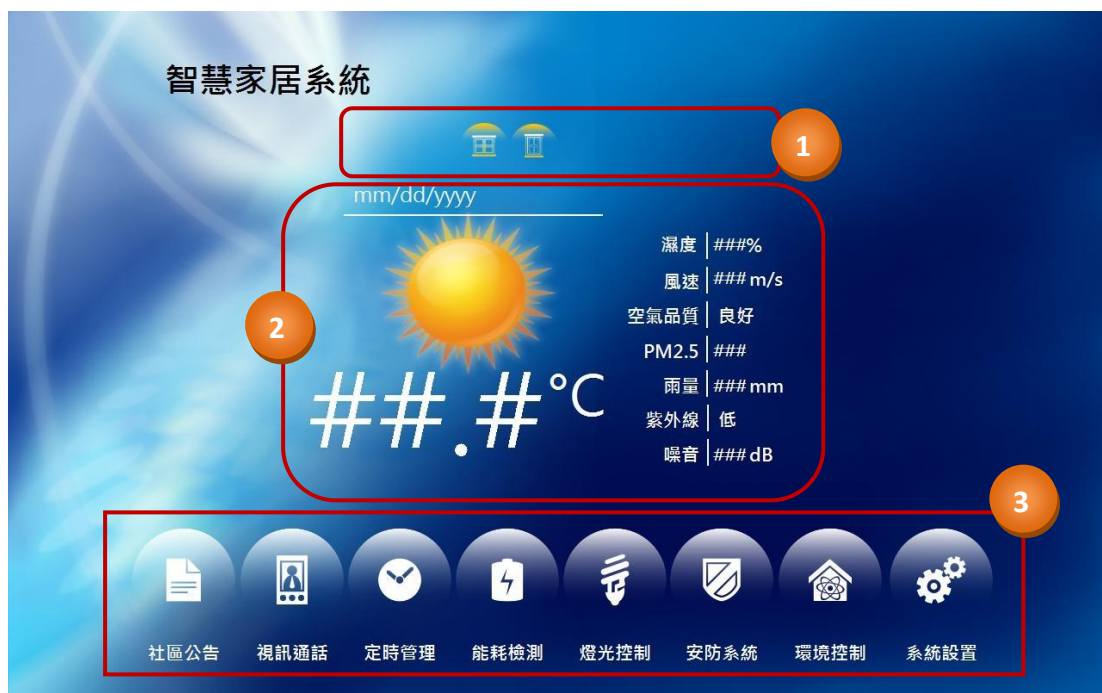 智慧家居系統
1
mm/dd/yyyy
濕度 ###%
風速 ### m/s
2
空氣品質 良好
PM2.5 ###
##.#°C
雨量 ### mm
紫外線 低
噪音 ### dB
3
社區公告 視訊通話 定時管理 能耗檢測 燈光控制 安防系統 環境控制 系統設置